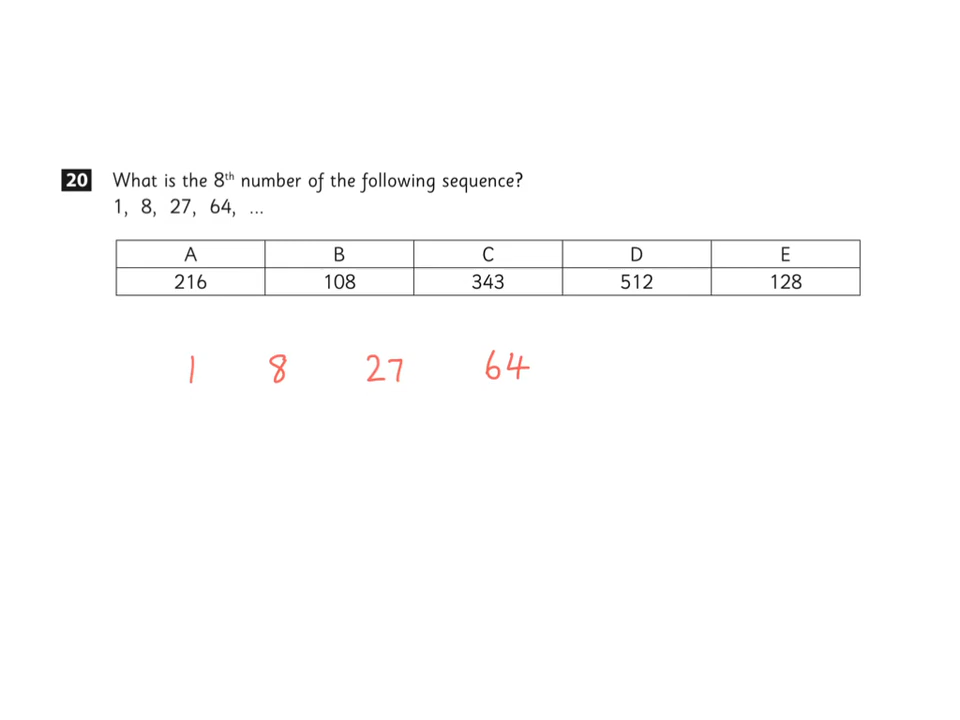 20 What is the 8th number of the following sequence?
1, 8, 27, 64, ...
A B C D E
216 108 343 512 128
1 8 27 64